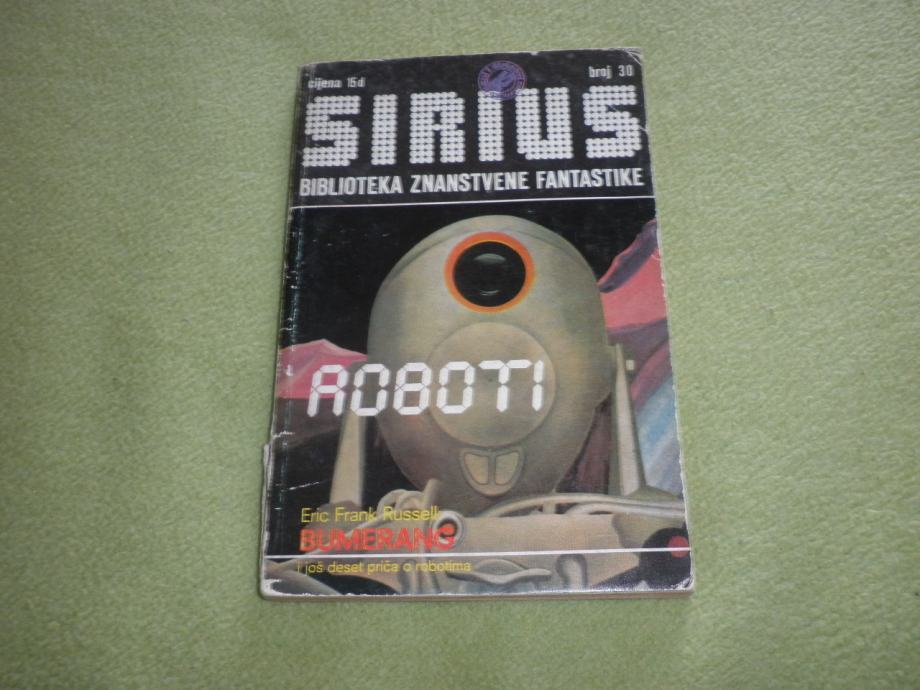 cijena 15d
broj 30
SIRIUS
BIBLIOTEKA ZNANSTVENE FANTASTIKE
ROBOTI
Eric Frank Russell
BUMERANG
i još deset priča o robotima